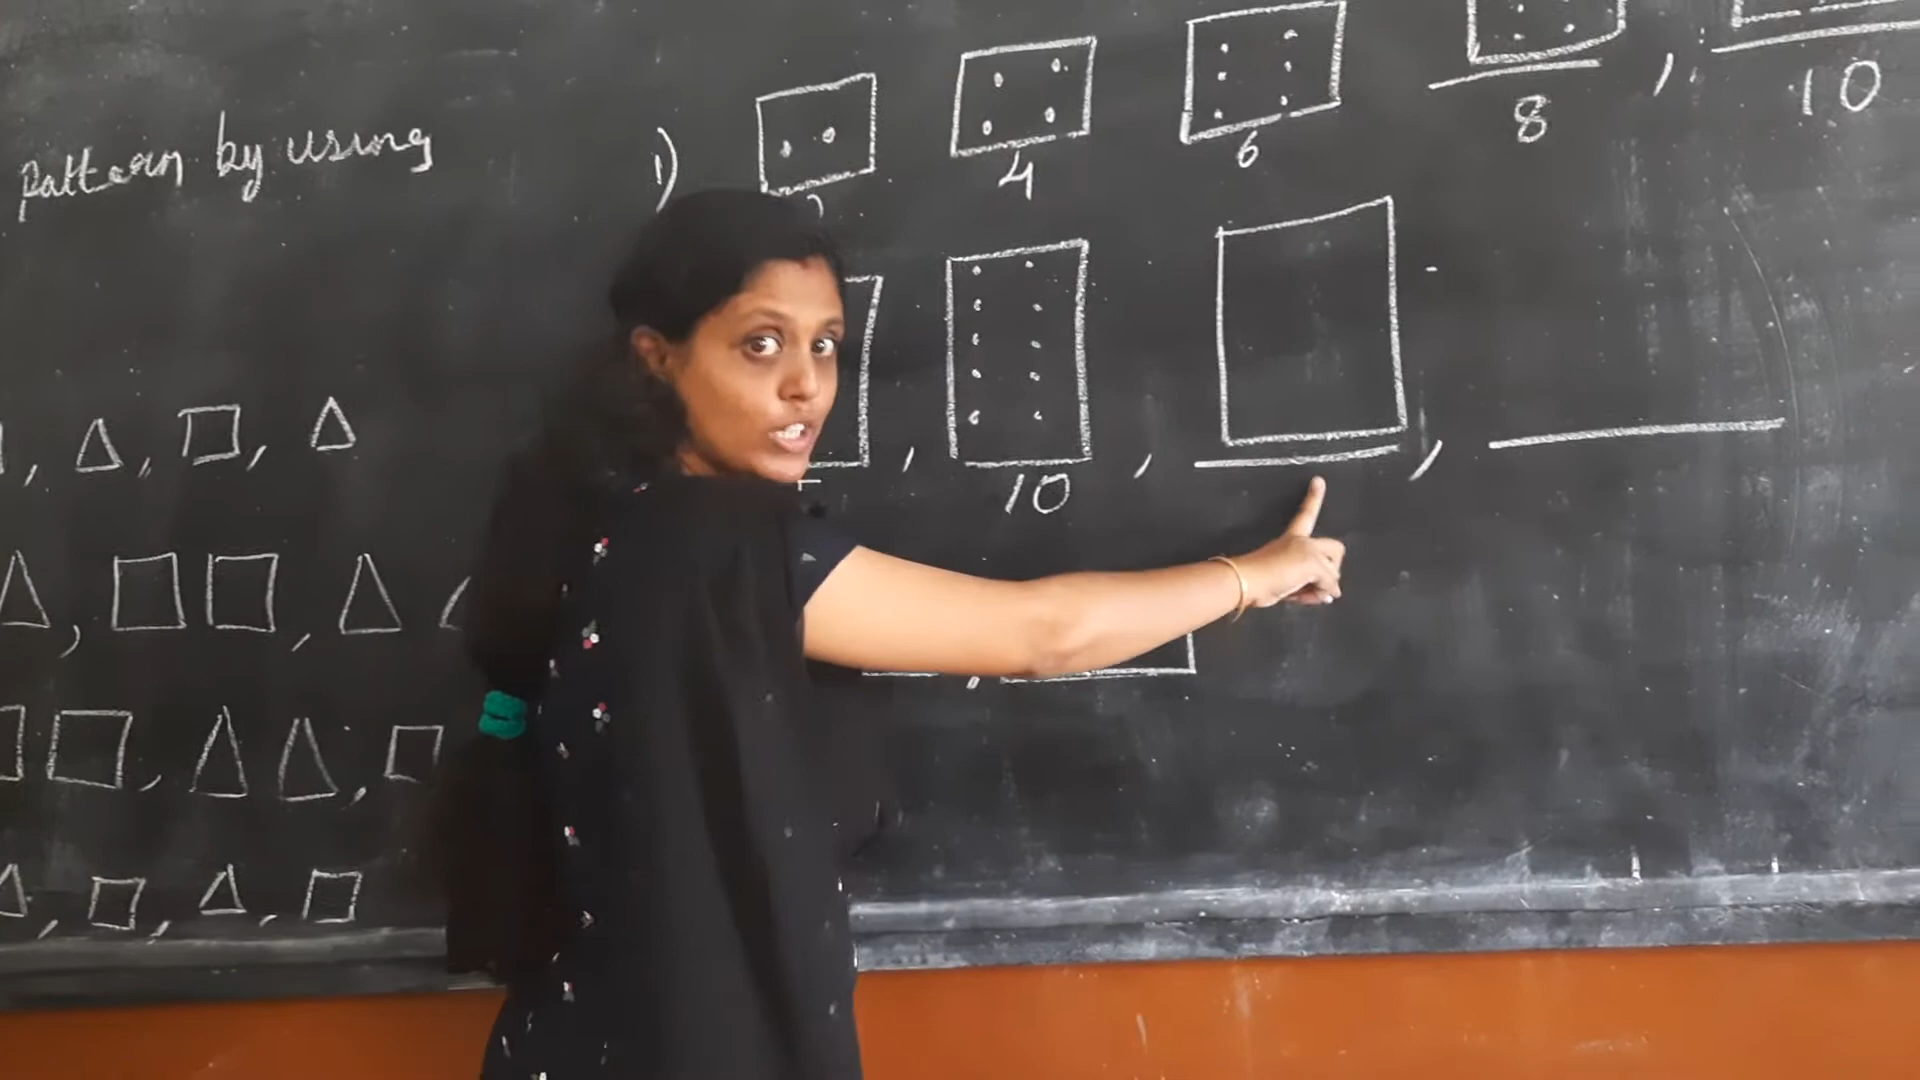 Pattern by using
1)
4 6 8 , 10
, 10 , ,